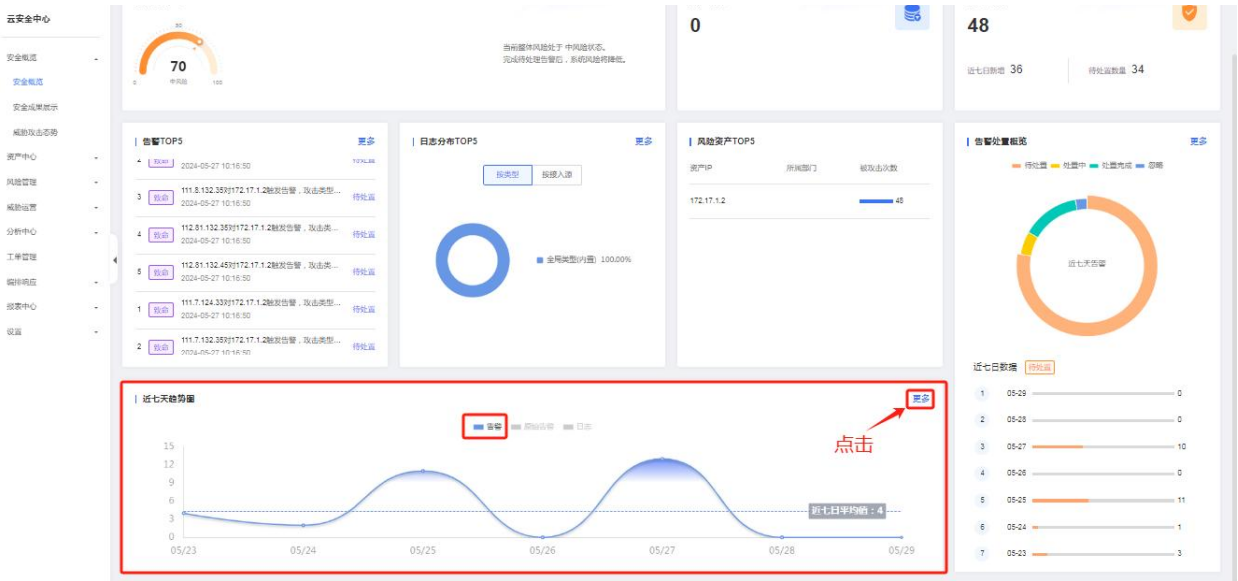 云安全中心
安全概览
安全概览
安全成果展示
威胁攻击态势
资产中心
风险管理
威胁运营
分析中心
工单管理
编排响应
报表中心
设置
50
70
中风险
0
100
当前整体风险处于 中风险状态。
完成待处理告警后，系统风险将降低。
0
48
近七日新增 36
待处置数量 34
告警TOP5
更多
2 致命
2024-05-27 10:16:50
待处置
3 致命 111.8.132.35对172.17.1.2触发告警，攻击类型... 待处置
2024-05-27 10:16:50
4 致命 112.81.132.35对172.17.1.2触发告警，攻击类... 待处置
2024-05-27 10:16:50
5 致命 112.81.132.45对172.17.1.2触发告警，攻击类... 待处置
2024-05-27 10:16:50
1 致命 111.7.124.33对172.17.1.2触发告警，攻击类型... 待处置
2024-05-27 10:16:50
2 致命 111.7.132.35对172.17.1.2触发告警，攻击类型... 待处置
2024-05-27 10:16:50
日志分布TOP5
更多
按类型 按接入源
全局类型(内置) 100.00%
风险资产TOP5
资产IP 所属部门 被攻击次数
172.17.1.2 48
告警处置概览
更多
待处置 处置中 处置完成 忽略
近七天告警
近七日数据 待处置
1 05-29 0
2 05-28 0
3 05-27 10
4 05-26 0
5 05-25 11
6 05-24 1
7 05-23 3
近七天趋势图
更多
点击
告警 原始告警 日志
15
12
9
6
3
0
近七日平均值：4
05/23 05/24 05/25 05/26 05/27 05/28 05/29